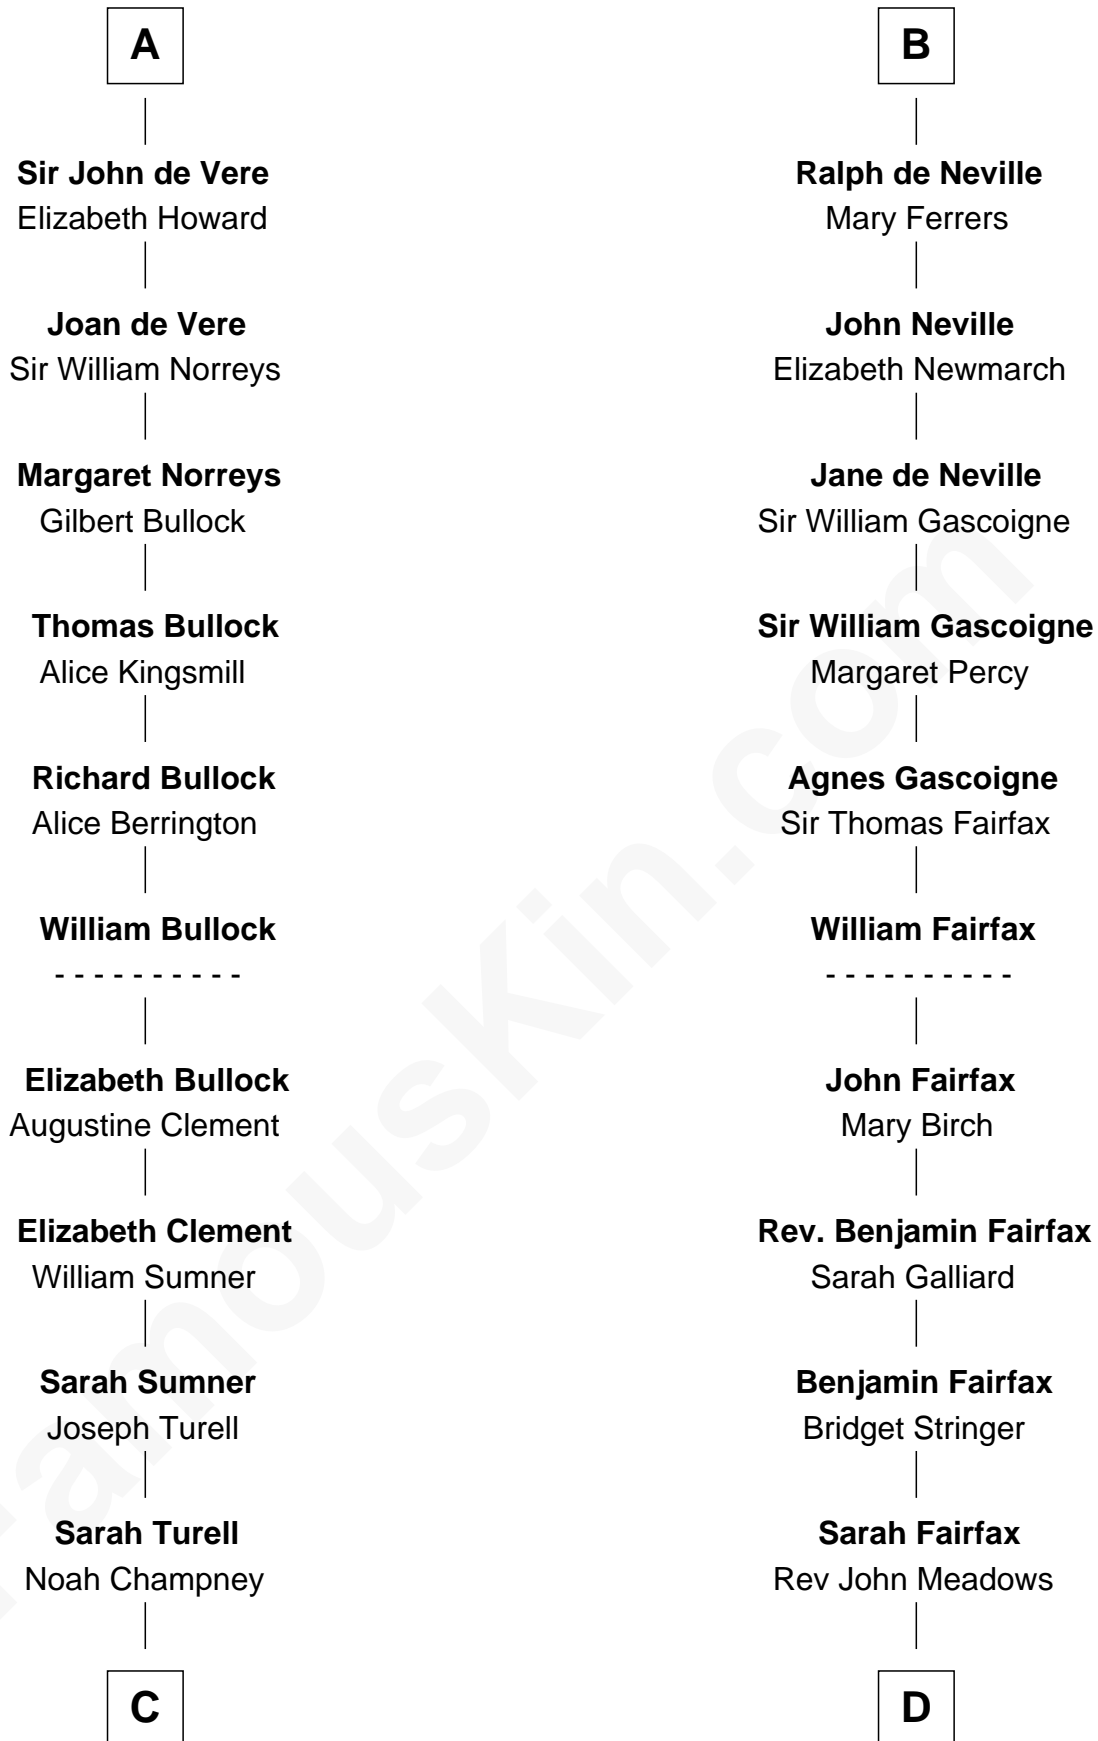 A
Sir John de Vere
Elizabeth Howard
Joan de Vere
Sir William Norreys
Margaret Norreys
Gilbert Bullock
Thomas Bullock
Alice Kingsmill
Richard Bullock
Alice Berrington
William Bullock
- - - - - - - - - -
Elizabeth Bullock
Augustine Clement
Elizabeth Clement
William Sumner
Sarah Sumner
Joseph Turell
Sarah Turell
Noah Champney
C
B
Ralph de Neville
Mary Ferrers
John Neville
Elizabeth Newmarch
Jane de Neville
Sir William Gascoigne
Sir William Gascoigne
Margaret Percy
Agnes Gascoigne
Sir Thomas Fairfax
William Fairfax
- - - - - - - - - -
John Fairfax
Mary Birch
Rev. Benjamin Fairfax
Sarah Galliard
Benjamin Fairfax
Bridget Stringer
Sarah Fairfax
Rev John Meadows
D
FamousKin.com